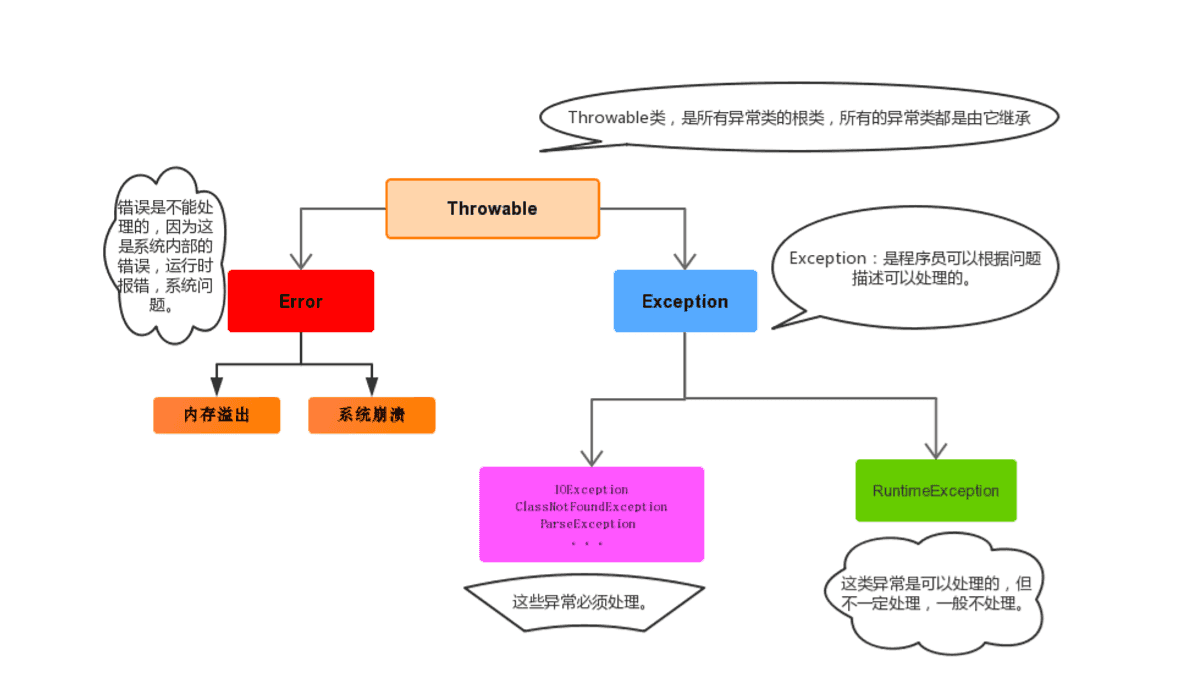 Throwable类，是所有异常类的根类，所有的异常类都是由它继承
Throwable
错误是不能处
理的，因为这
是系统内部的
错误，运行时
报错，系统问
题。
Exception：是程序员可以根据问题
描述可以处理的。
Error
Exception
内存溢出
系统崩溃
IOException
ClassNotFoundException
ParseException
。。。
RuntimeException
这些异常必须处理。
这类异常是可以处理的，但
不一定处理，一般不处理。